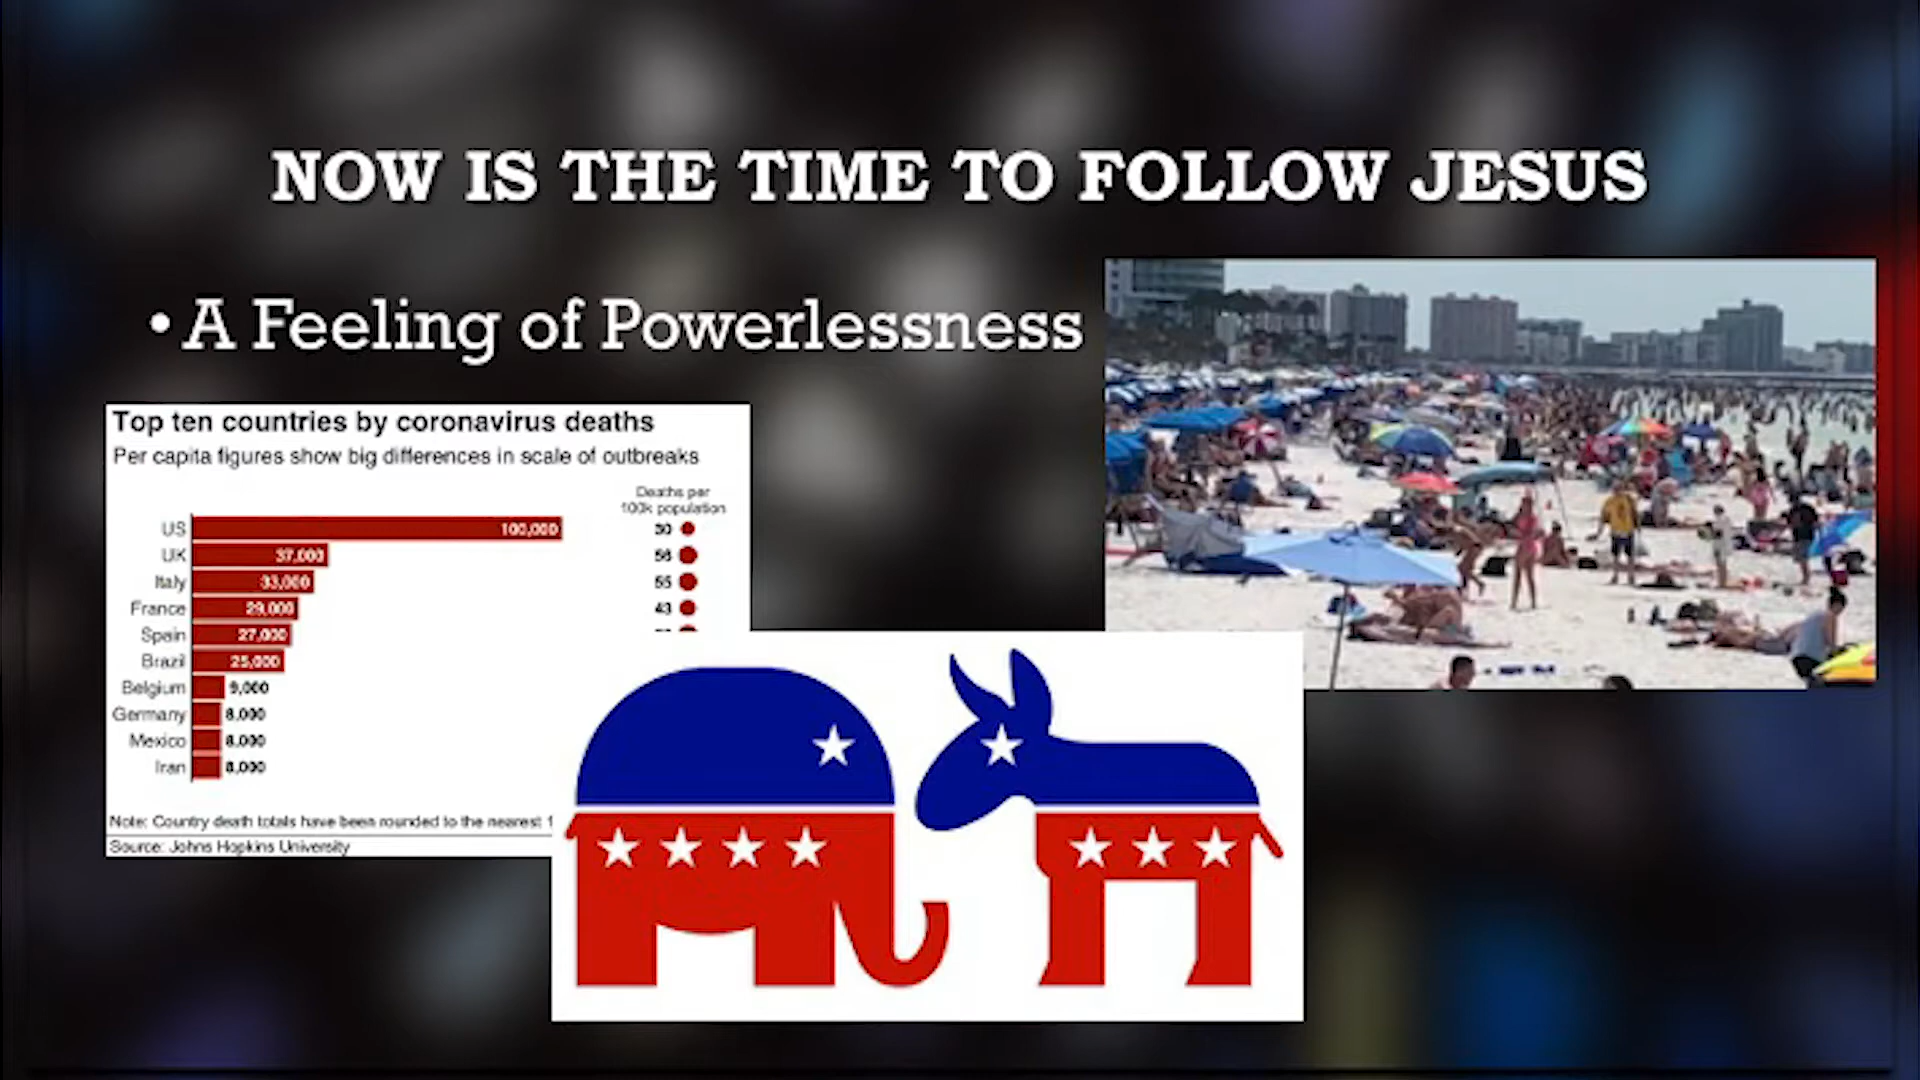 NOW IS THE TIME TO FOLLOW JESUS
• A Feeling of Powerlessness
Top ten countries by coronavirus deaths
Per capita figures show big differences in scale of outbreaks
Deaths per
100k population
US 100,000 30
UK 37,000 56
Italy 33,000 55
France 29,000 43
Spain 27,000
Brazil 25,000
Belgium 9,000
Germany 8,000
Mexico 8,000
Iran 8,000
Note: Country death totals have been rounded to the nearest 1
Source: Johns Hopkins University